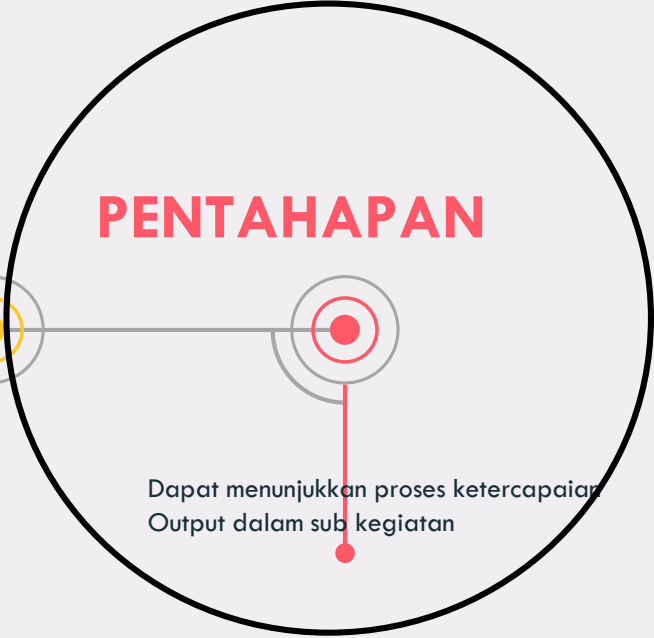 PENTAHAPAN
Dapat menunjukkan proses ketercapaian
Output dalam sub kegiatan